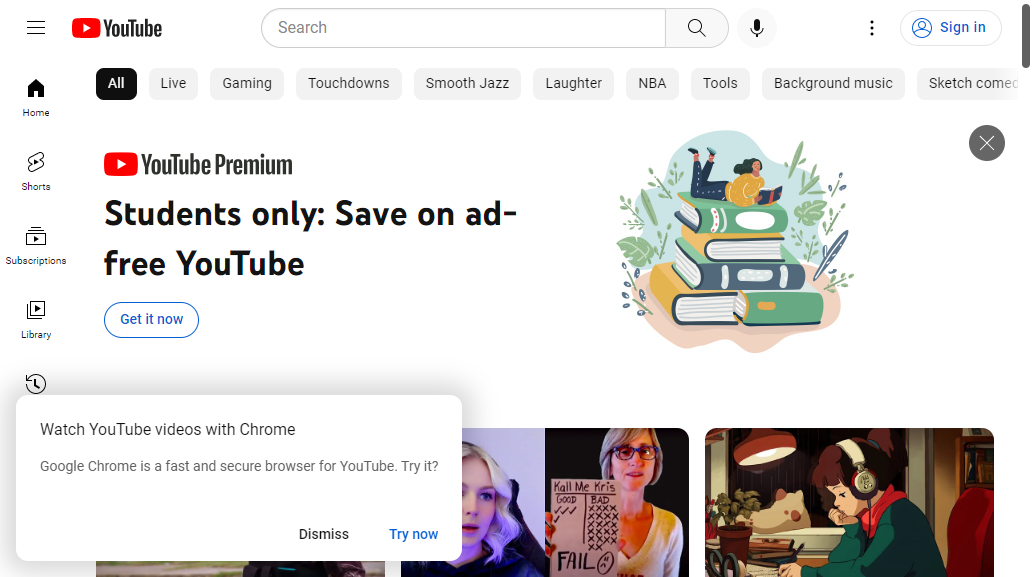 YouTube
Search
Sign in
All
Live
Gaming
Touchdowns
Smooth Jazz
Laughter
NBA
Tools
Background music
Sketch comed
Home
Shorts
Subscriptions
Library
YouTube Premium
Students only: Save on ad-
free YouTube
Get it now
Watch YouTube videos with Chrome
Google Chrome is a fast and secure browser for YouTube. Try it?
Dismiss
Try now
Kall Me Kris
GOOD BAD
FAIL